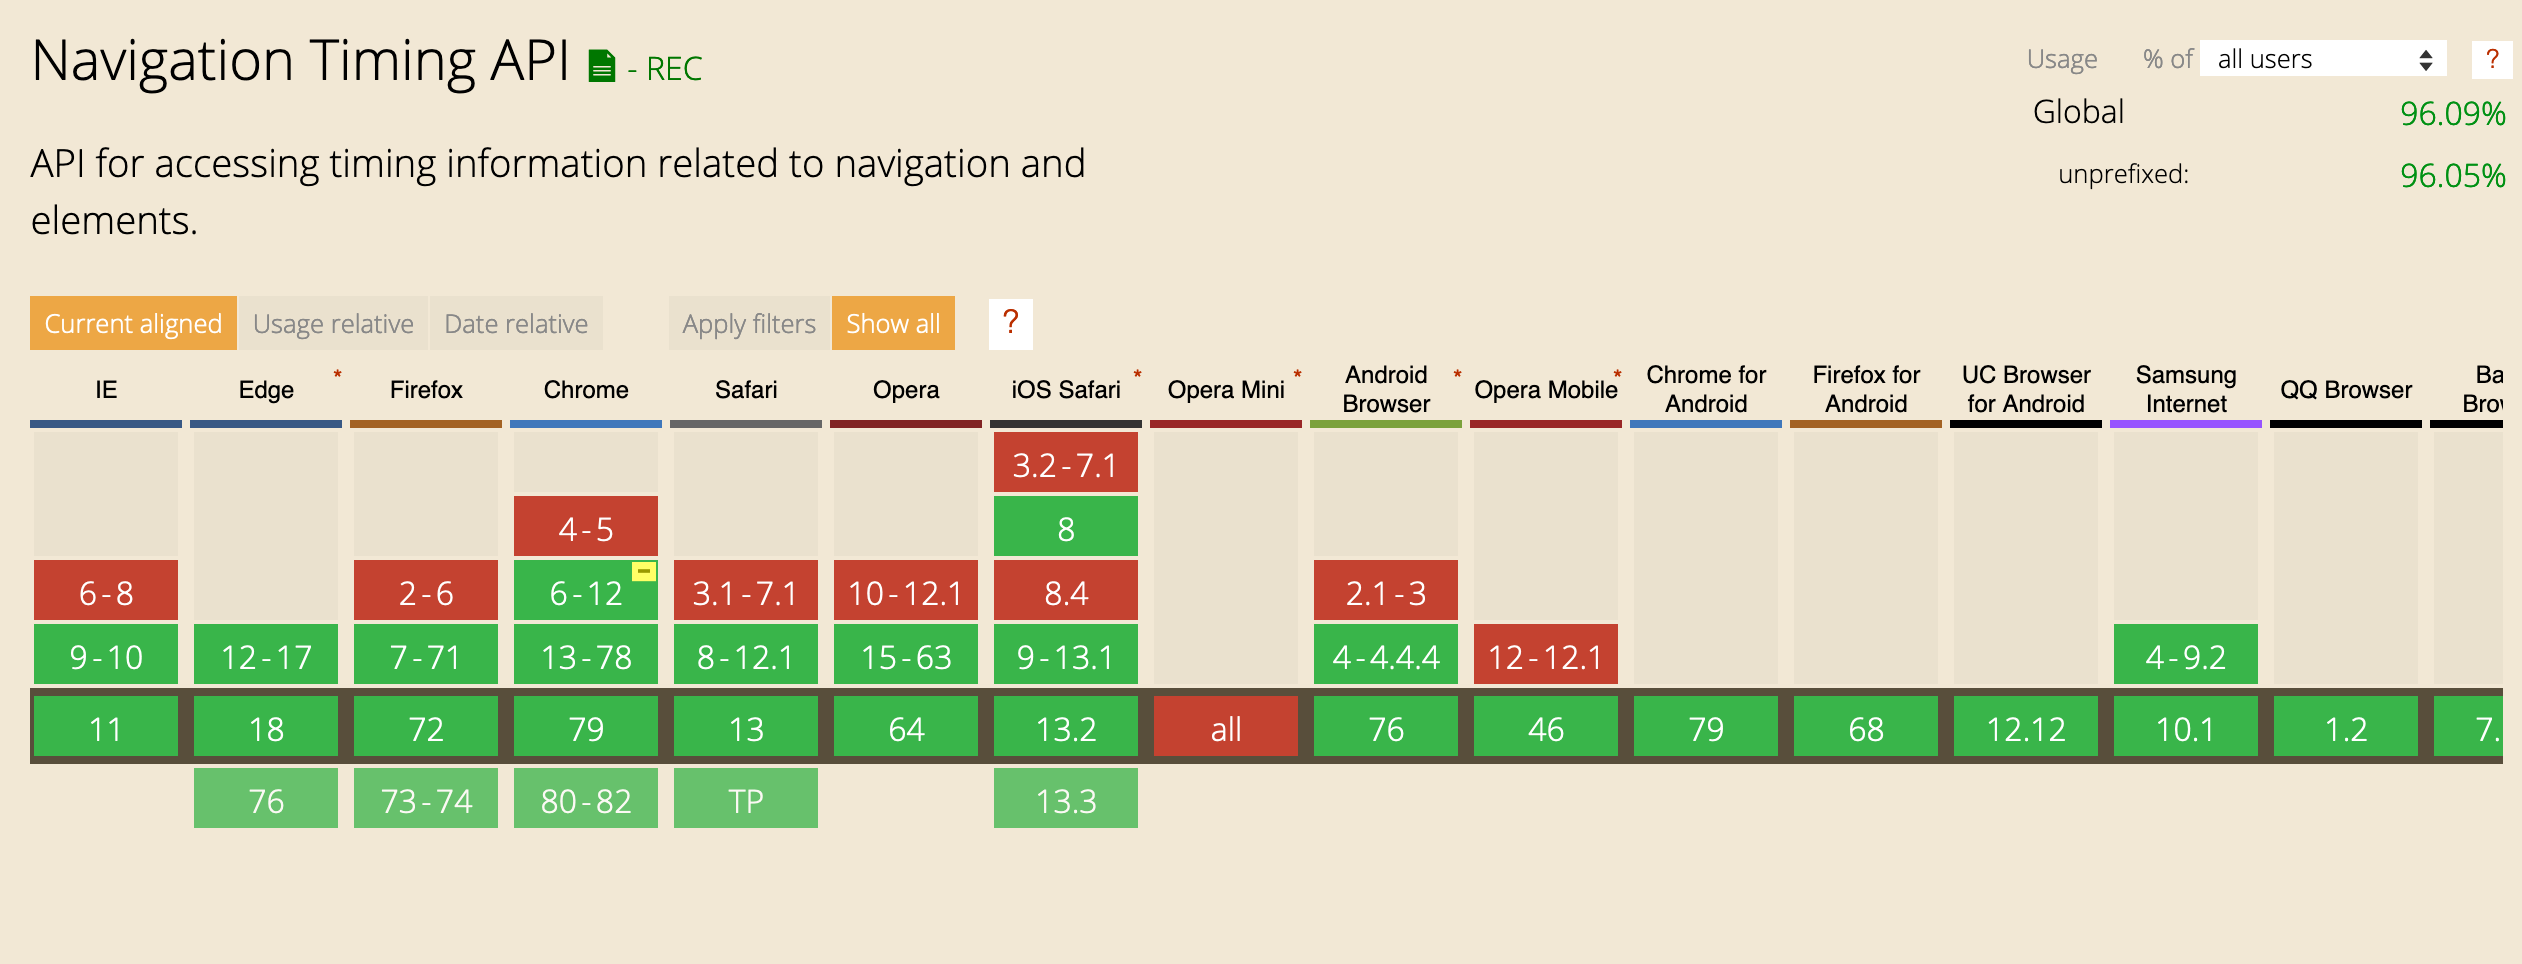 Navigation Timing API - REC
Usage % of all users ?
Global 96.09%
unprefixed: 96.05%
API for accessing timing information related to navigation and
elements.
Current aligned Usage relative Date relative Apply filters Show all ?
IE Edge * Firefox Chrome Safari Opera iOS Safari * Opera Mini * Android Browser * Opera Mobile * Chrome for Android Firefox for Android UC Browser for Android Samsung Internet QQ Browser
3.2-7.1
4-5 8
6-8 2-6 6-12 3.1-7.1 10-12.1 8.4 2.1-3
9-10 12-17 7-71 13-78 8-12.1 15-63 9-13.1 4-4.4.4 12-12.1 4-9.2
11 18 72 79 13 64 13.2 all 76 46 79 68 12.12 10.1 1.2 7.
76 73-74 80-82 TP 13.3